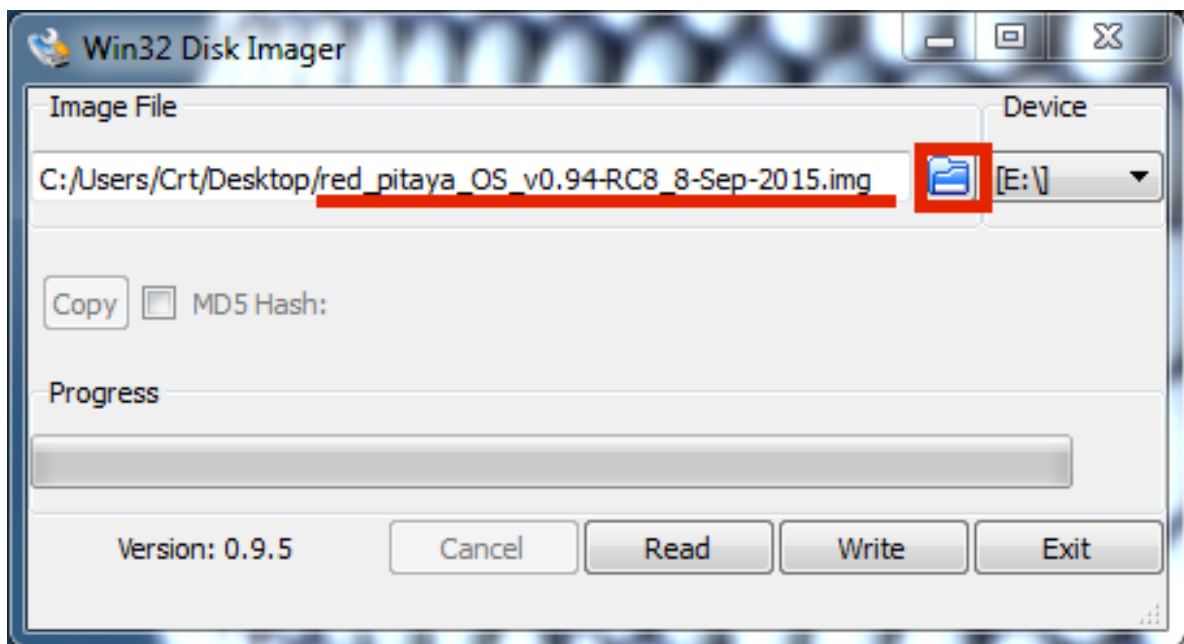 Win32 Disk Imager
Image File
Device
C:/Users/Crt/Desktop/red_pitaya_OS_v0.94-RC8_8-Sep-2015.img
[E:\]
Copy
MD5 Hash:
Progress
Version: 0.9.5
Cancel
Read
Write
Exit